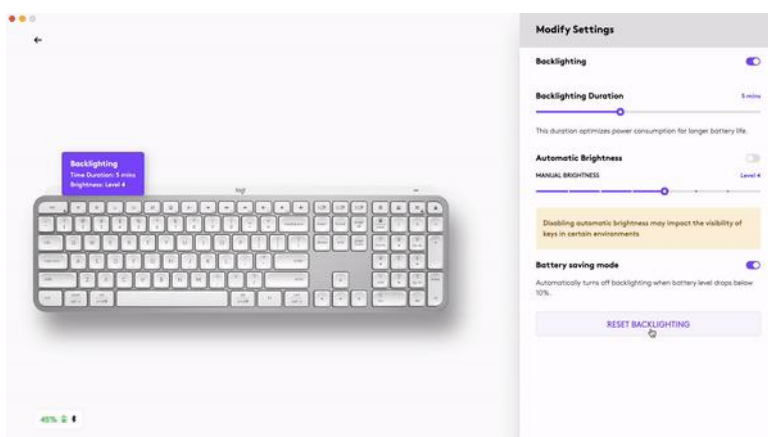 Modify Settings
Backlighting
Backlighting Duration
5 mins
This duration optimizes power consumption for longer battery life.
Automatic Brightness
MANUAL BRIGHTNESS
Level 4
Disabling automatic brightness may impact the visibility of
keys in certain environments
Battery saving mode
Automatically turns off backlighting when battery level drops below
10%.
RESET BACKLIGHTING
Backlighting
Time Duration: 5 mins
Brightness: Level 4
logi
45%